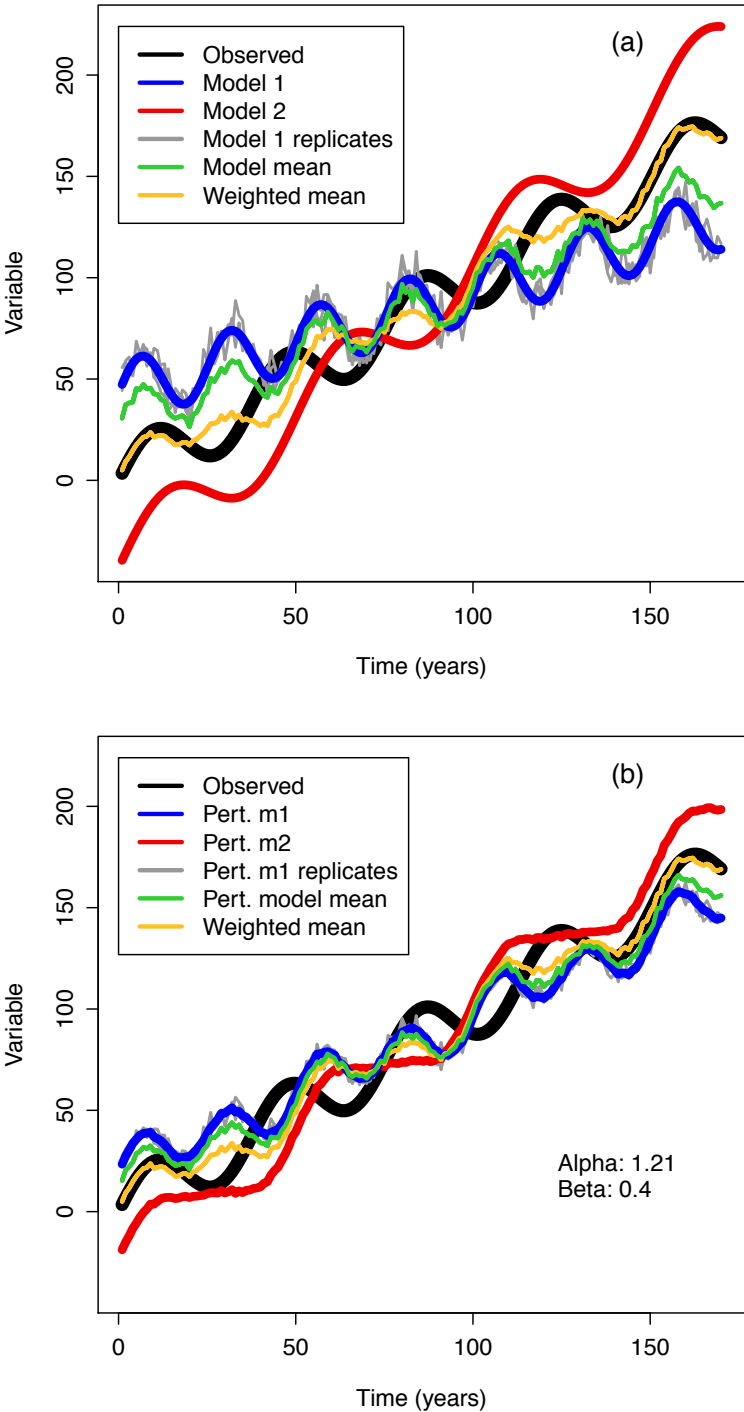 (a)
Observed
Model 1
Model 2
Model 1 replicates
Model mean
Weighted mean
Variable
200
150
100
50
0
0 50 100 150
Time (years)
(b)
Observed
Pert. m1
Pert. m2
Pert. m1 replicates
Pert. model mean
Weighted mean
Variable
200
150
100
50
0
Alpha: 1.21
Beta: 0.4
0 50 100 150
Time (years)